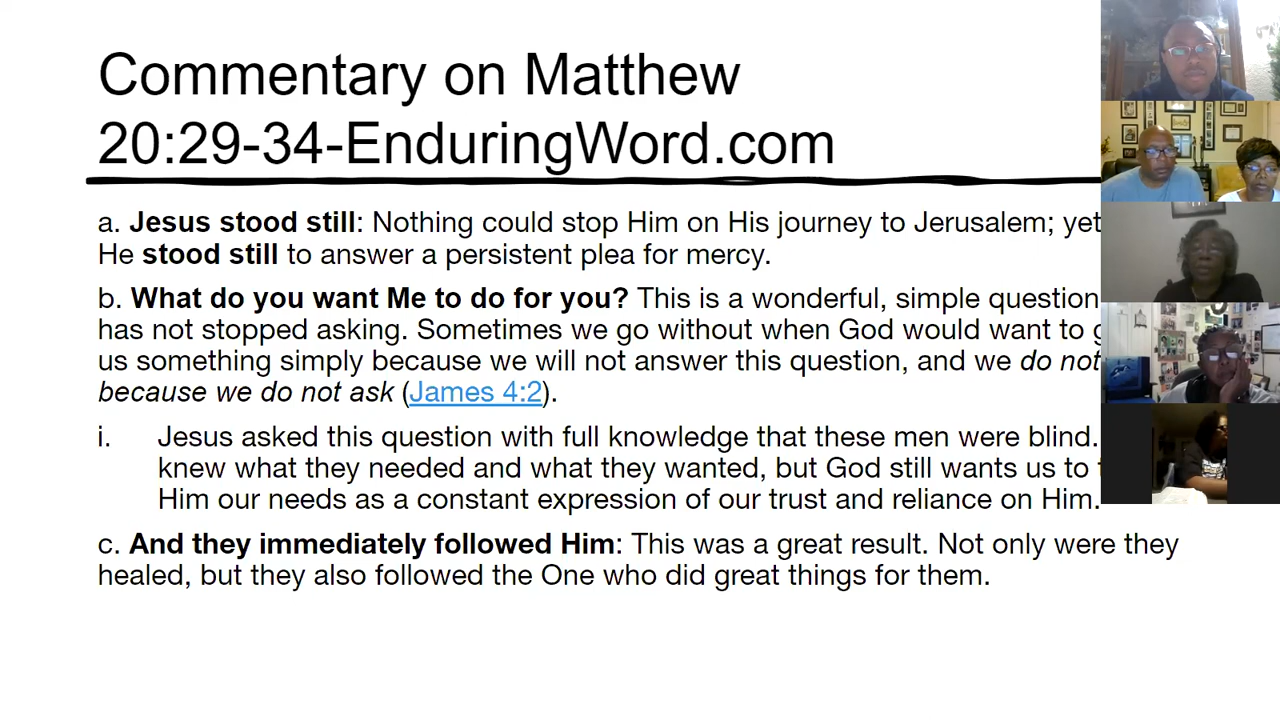 Commentary on Matthew
20:29-34-EnduringWord.com
a. Jesus stood still: Nothing could stop Him on His journey to Jerusalem; yet
He stood still to answer a persistent plea for mercy.
b. What do you want Me to do for you? This is a wonderful, simple question
has not stopped asking. Sometimes we go without when God would want to
us something simply because we will not answer this question, and we do not
because we do not ask (James 4:2).
i. Jesus asked this question with full knowledge that these men were blind.
knew what they needed and what they wanted, but God still wants us to
Him our needs as a constant expression of our trust and reliance on Him.
c. And they immediately followed Him: This was a great result. Not only were they
healed, but they also followed the One who did great things for them.